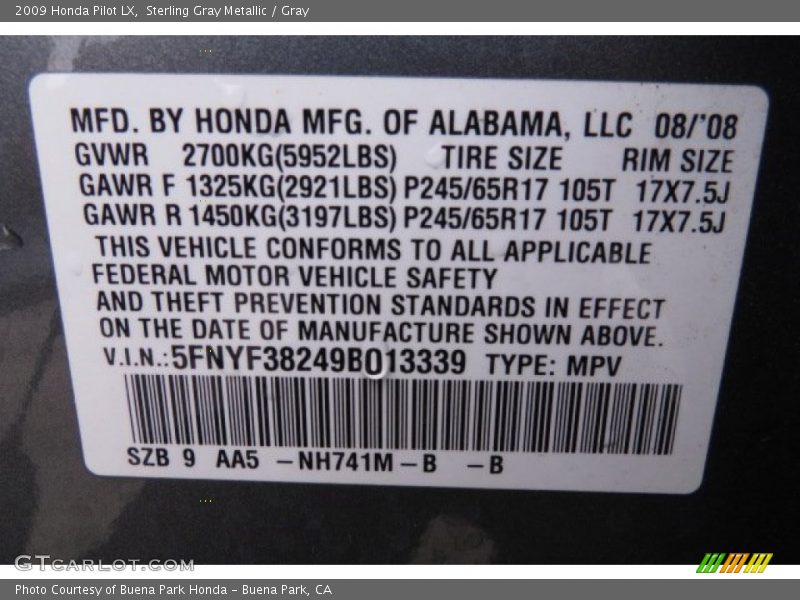 2009 Honda Pilot LX,  Sterling Gray Metallic / Gray
MFD. BY HONDA MFG. OF ALABAMA, LLC 08/'08
GVWR 2700KG(5952LBS) TIRE SIZE RIM SIZE
GAWR F 1325KG(2921LBS) P245/65R17 105T 17X7.5J
GAWR R 1450KG(3197LBS) P245/65R17 105T 17X7.5J
THIS VEHICLE CONFORMS TO ALL APPLICABLE
FEDERAL MOTOR VEHICLE SAFETY
AND THEFT PREVENTION STANDARDS IN EFFECT
ON THE DATE OF MANUFACTURE SHOWN ABOVE.
V.I.N.:5FNYF38249B013339 TYPE: MPV
SZB 9 AA5 –NH741M–B –B
GTCARLOT.COM
Photo Courtesy of Buena Park Honda – Buena Park, CA